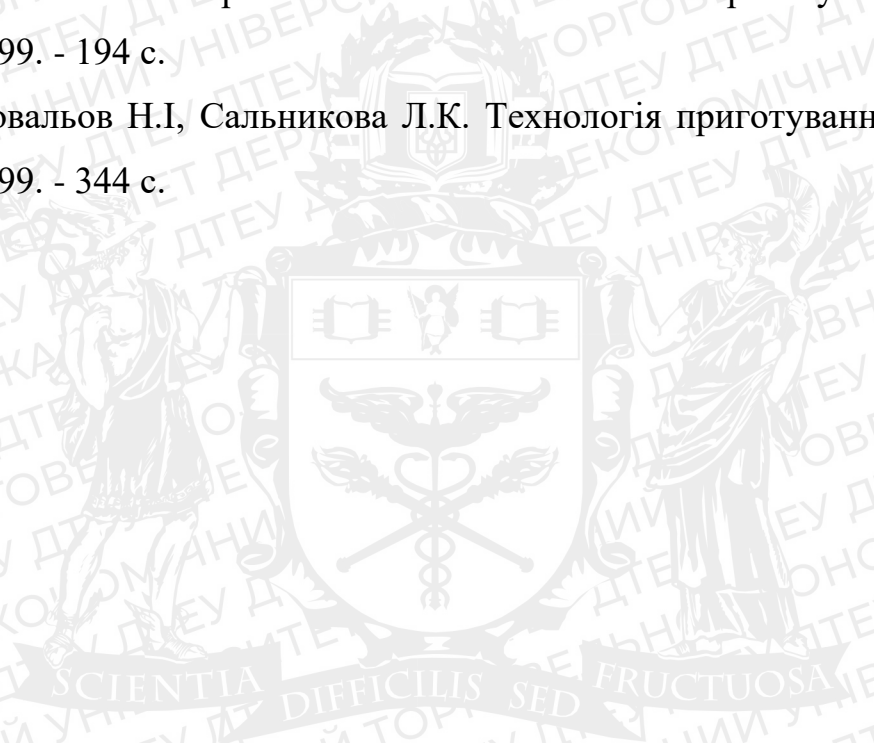 99. - 194 с.
овальов Н.І, Сальникова Л.К. Технологія приготуванн
99. - 344 с.
SCIENTIA DIFFICILIS SED FRUCTUOSA